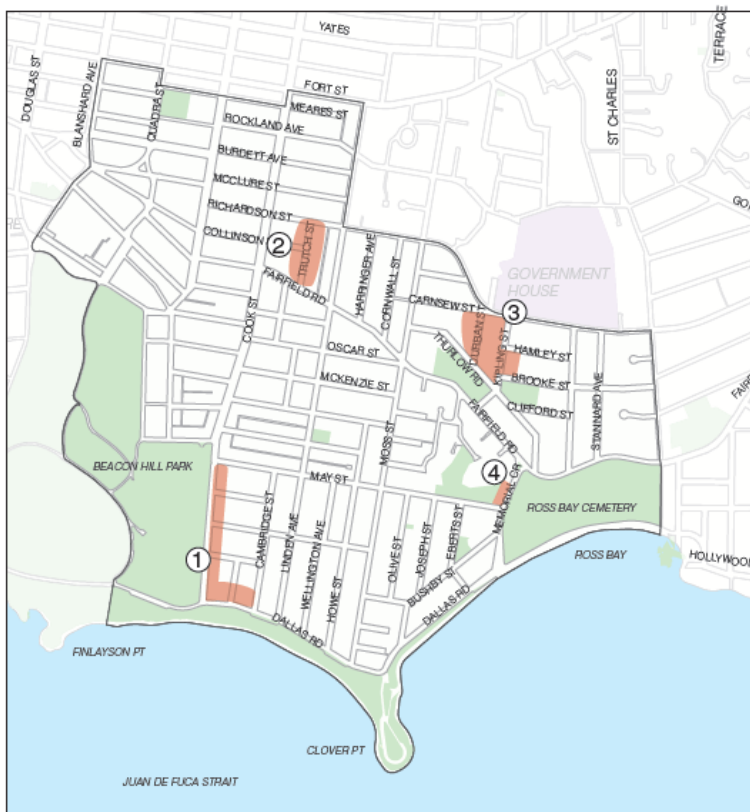 YATES
TERRACE
DOUGLAS ST
BLANSHARD AVE
QUADRA ST
FORT ST
MEARES ST
ROCKLAND AVE
ST CHARLES
BURDETT AVE
MCCLURE ST
RICHARDSON ST
COLLINSON
2
TRUTCH ST
FAIRFIELD RD
HARRINGER AVE
CORNWALL ST
GOVERNMENT
HOUSE
CARNSEW ST
3
DURBAN ST
KIPLING ST
HAMLEY ST
BROOKE ST
CLIFFORD ST
STANNARD AVE
COOK ST
OSCAR ST
MCKENZIE ST
THURLOW RD
FAIRFIELD RD
MOSS ST
BEACON HILL PARK
MAY ST
4
MEMORIAL CR
ROSS BAY CEMETERY
ROSS BAY
HOLLYWOOD
1
CAMBRIDGE ST
LINDEN AVE
WELLINGTON AVE
HOWE ST
OLIVE ST
JOSEPH ST
EBERTS ST
BUSHBY ST
DALLAS RD
DALLAS RD
FINLAYSON PT
CLOVER PT
JUAN DE FUCA STRAIT